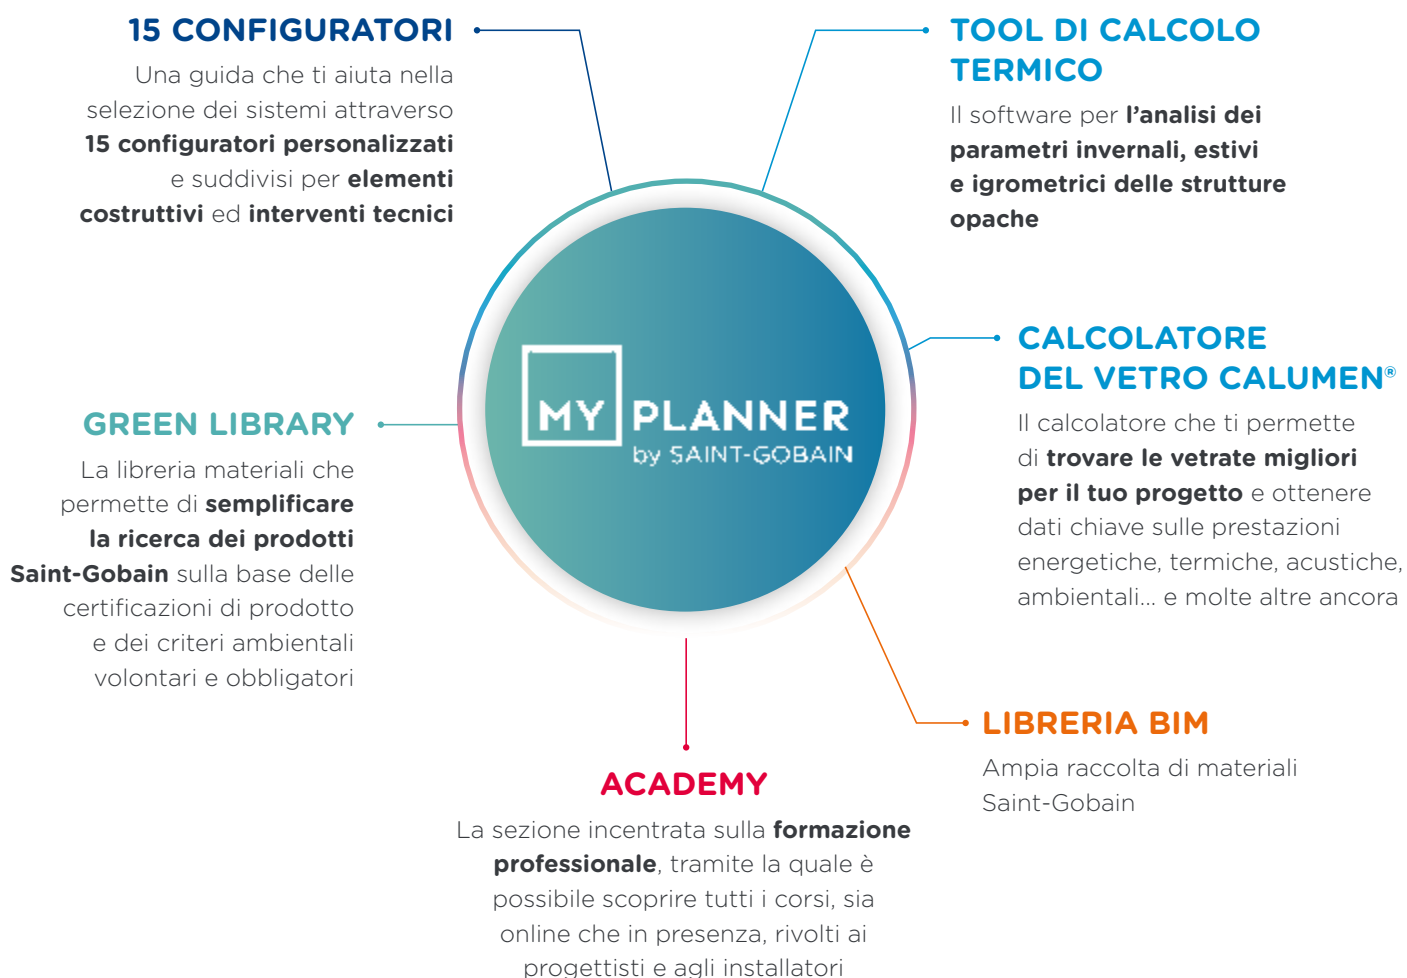 15 CONFIGURATORI
Una guida che ti aiuta nella
selezione dei sistemi attraverso
15 configuratori personalizzati
e suddivisi per elementi
costruttivi ed interventi tecnici
TOOL DI CALCOLO
TERMICO
Il software per l’analisi dei
parametri invernali, estivi
e igrometrici delle strutture
opache
CALCOLATORE
DEL VETRO CALUMEN®
Il calcolatore che ti permette
di trovare le vetrate migliori
per il tuo progetto e ottenere
dati chiave sulle prestazioni
energetiche, termiche, acustiche,
ambientali... e molte altre ancora
MY PLANNER
by SAINT-GOBAIN
GREEN LIBRARY
La libreria materiali che
permette di semplificare
la ricerca dei prodotti
Saint-Gobain sulla base delle
certificazioni di prodotto
e dei criteri ambientali
volontari e obbligatori
LIBRERIA BIM
Ampia raccolta di materiali
Saint-Gobain
ACADEMY
La sezione incentrata sulla formazione
professionale, tramite la quale è
possibile scoprire tutti i corsi, sia
online che in presenza, rivolti ai
progettisti e agli installatori